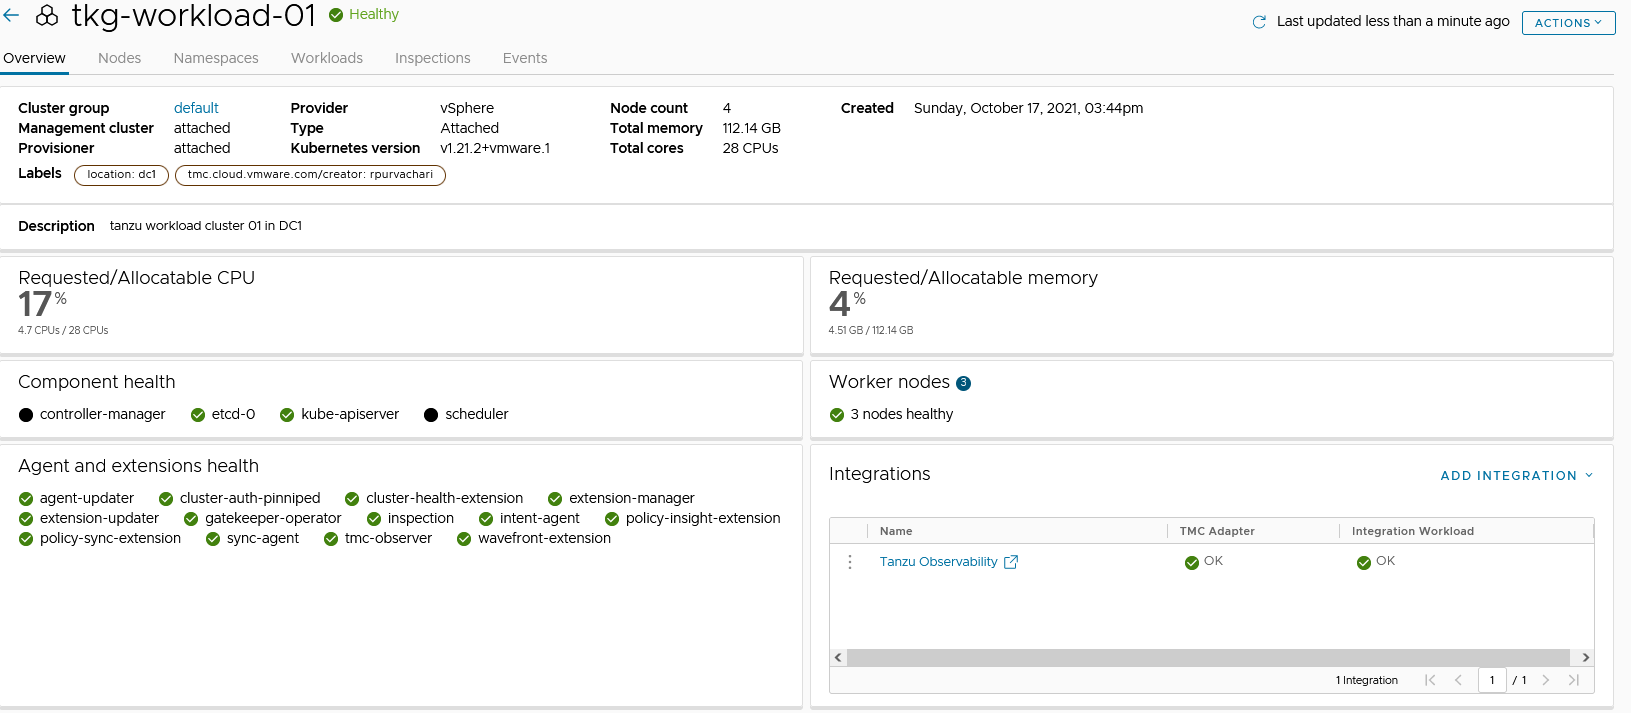 tkg-workload-01 Healthy
Last updated less than a minute ago ACTIONS
Overview Nodes Namespaces Workloads Inspections Events
Cluster group default Provider vSphere Node count 4 Created Sunday, October 17, 2021, 03:44pm
Management cluster attached Type Attached Total memory 112.14 GB
Provisioner attached Kubernetes version v1.21.2+vmware.1 Total cores 28 CPUs
Labels location: dc1 tmc.cloud.vmware.com/creator: rpurvachari
Description tanzu workload cluster 01 in DC1
Requested/Allocatable CPU
17%
4.7 CPUs / 28 CPUs
Requested/Allocatable memory
4%
4.51 GB / 112.14 GB
Component health
controller-manager etcd-0 kube-apiserver scheduler
Worker nodes 3
3 nodes healthy
Agent and extensions health
agent-updater cluster-auth-pinniped cluster-health-extension extension-manager
extension-updater gatekeeper-operator inspection intent-agent policy-insight-extension
policy-sync-extension sync-agent tmc-observer wavefront-extension
Integrations
ADD INTEGRATION
Name TMC Adapter Integration Workload
Tanzu Observability OK OK
1 Integration 1 / 1